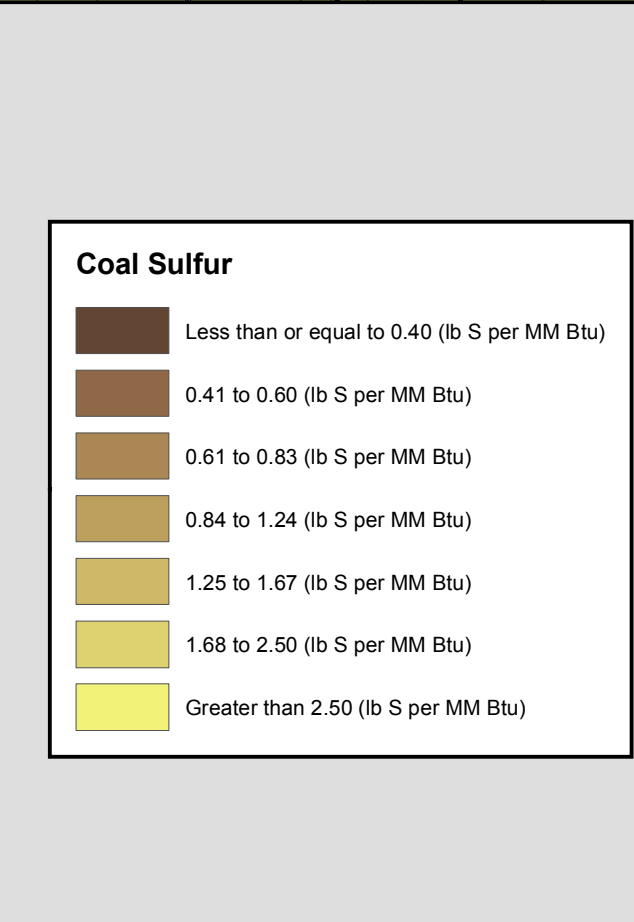 Coal Sulfur
Less than or equal to 0.40 (lb S per MM Btu)
0.41 to 0.60 (lb S per MM Btu)
0.61 to 0.83 (lb S per MM Btu)
0.84 to 1.24 (lb S per MM Btu)
1.25 to 1.67 (lb S per MM Btu)
1.68 to 2.50 (lb S per MM Btu)
Greater than 2.50 (lb S per MM Btu)